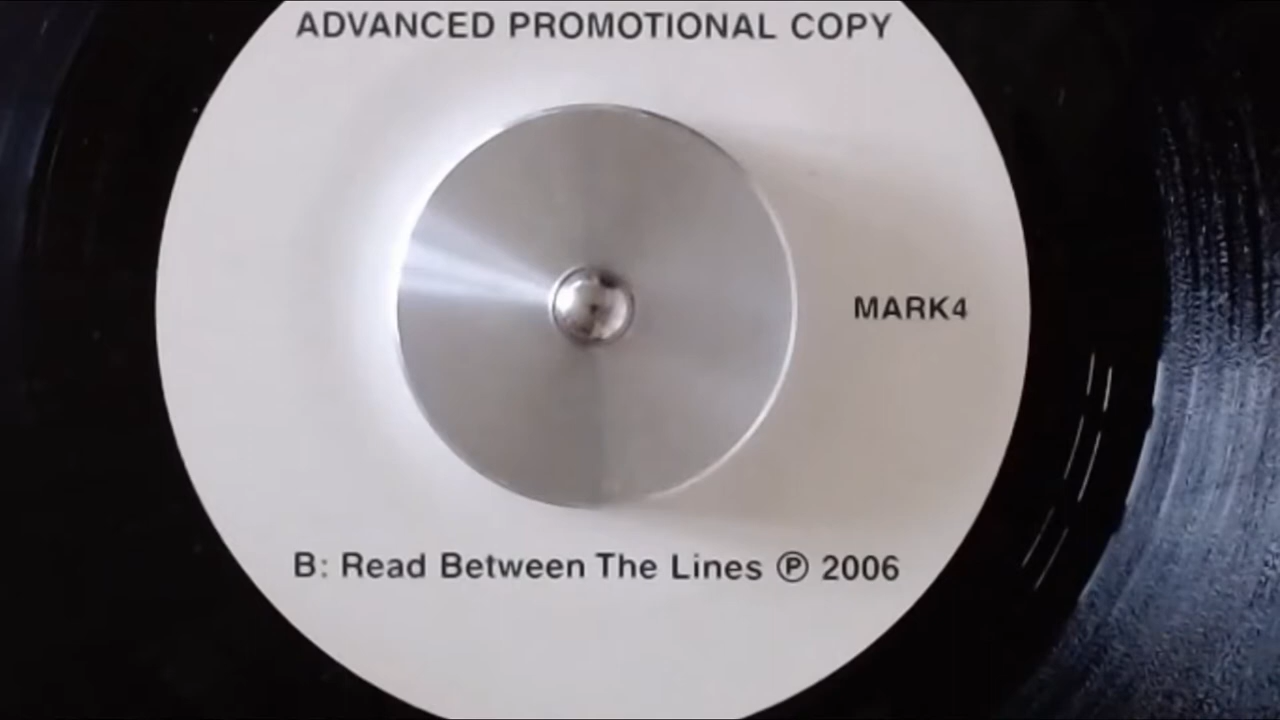 ADVANCED PROMOTIONAL COPY
MARK4
B: Read Between The Lines ℗ 2006